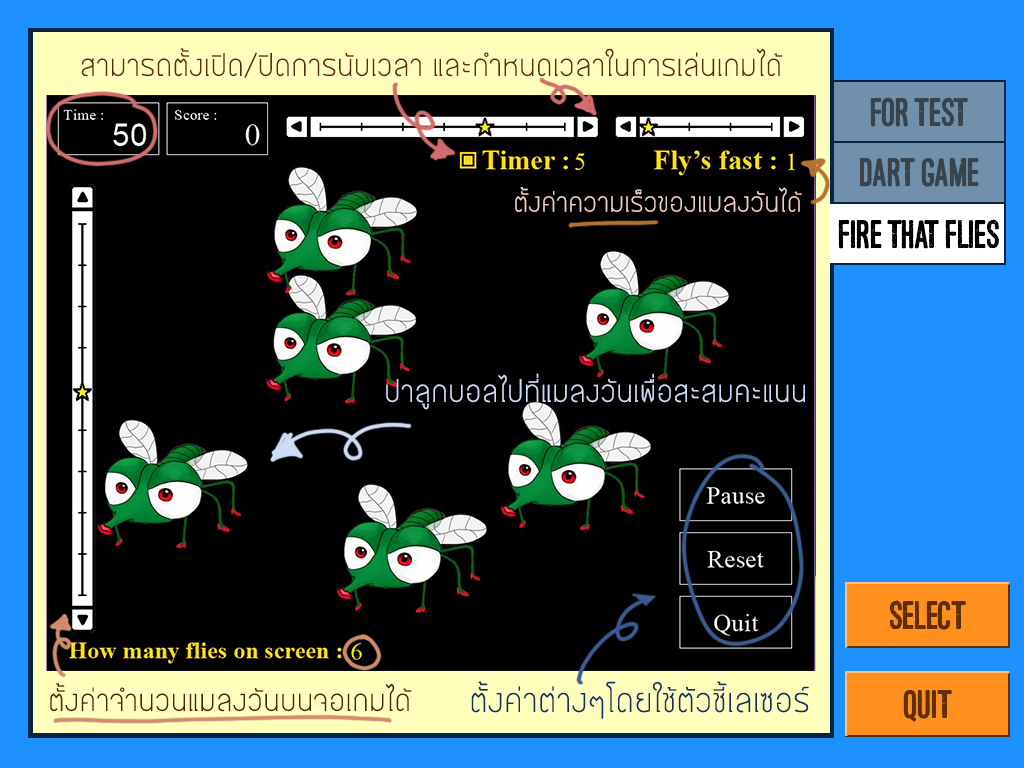 สามารถตั้งเปิด/ปิดการนับเวลา และกำหนดเวลาในการเล่นเกมได้
Time :
50
Score :
0
Timer : 5
Fly's fast : 1
ตั้งค่าความเร็วของแมลงวันได้
ปาลูกบอลไปที่แมลงวันเพื่อสะสมคะแนน
Pause
Reset
Quit
How many flies on screen : 6
ตั้งค่าจำนวนแมลงวันบนจอเกมได้
ตั้งค่าต่างๆโดยใช้ตัวชี้เลเซอร์
FOR TEST
DART GAME
FIRE THAT FLIES
SELECT
QUIT